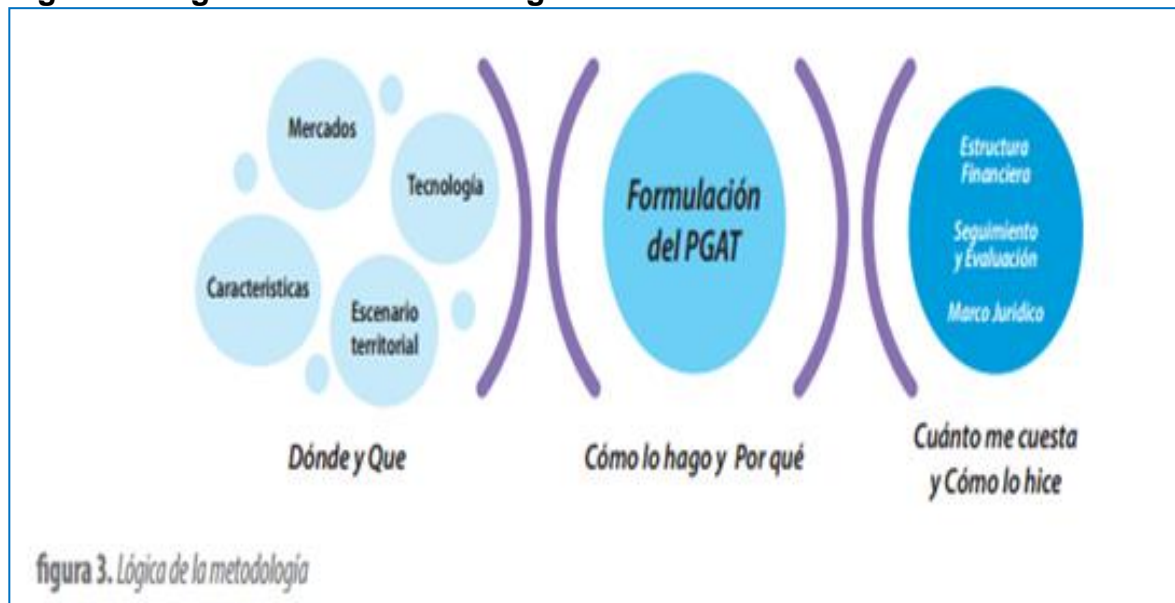 Mercados
Tecnología
Características
Escenario
territorial
Dónde y Que
Formulación
del PGAT
Cómo lo hago y Por qué
Estructura
Financiera
Seguimiento
y Evaluación
Marco Jurídico
Cuánto me cuesta
y Cómo lo hice
figura 3. Lógica de la metodología